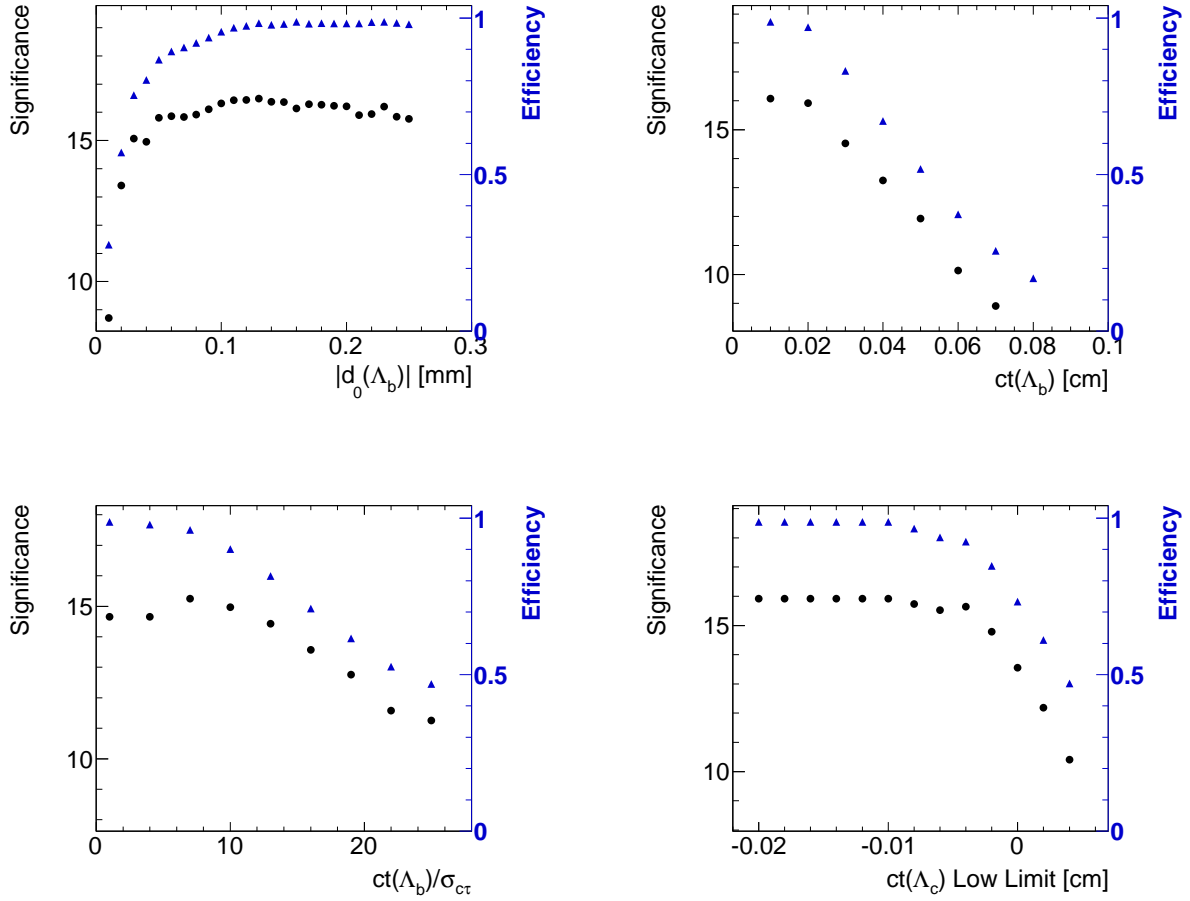 Significance
15
10
1
0.5
0
Efficiency
0 0.1 0.2 0.3
|d0(Λb)| [mm]
Significance
15
10
1
0.5
0
Efficiency
0 0.02 0.04 0.06 0.08 0.1
ct(Λb) [cm]
Significance
15
10
1
0.5
0
Efficiency
0 10 20
ct(Λb)/σcτ
Significance
15
10
1
0.5
0
Efficiency
-0.02 -0.01 0
ct(Λc) Low Limit [cm]